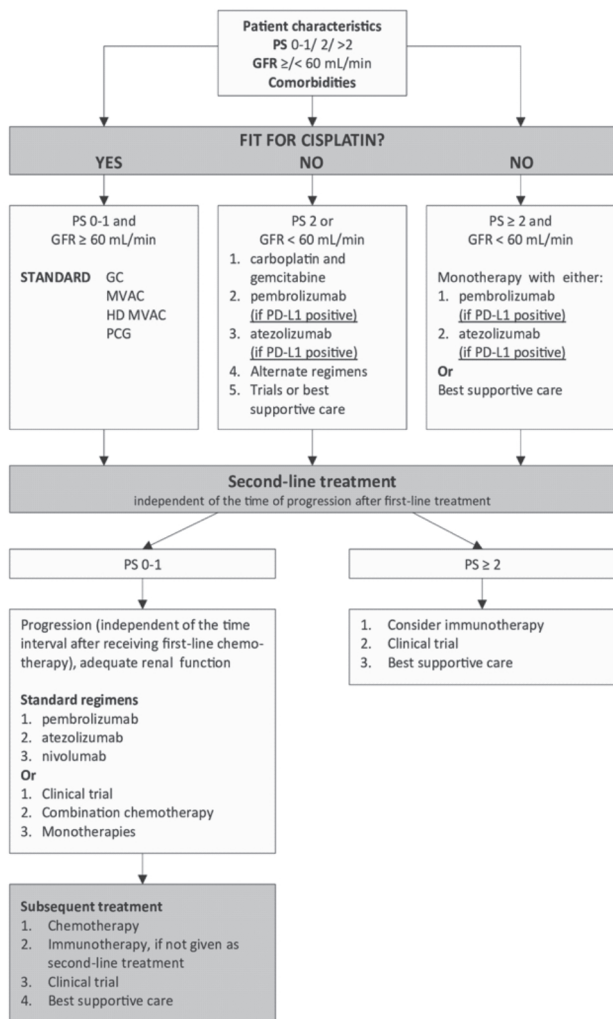 Patient characteristics
PS 0-1/ 2/ >2
GFR ≥/< 60 mL/min
Comorbidities
FIT FOR CISPLATIN?
YES
NO
NO
PS 0-1 and
GFR ≥ 60 mL/min
STANDARD GC
MVAC
HD MVAC
PCG
PS 2 or
GFR < 60 mL/min
1. carboplatin and
gemcitabine
2. pembrolizumab
(if PD-L1 positive)
3. atezolizumab
(if PD-L1 positive)
4. Alternate regimens
5. Trials or best
supportive care
PS ≥ 2 and
GFR < 60 mL/min
Monotherapy with either:
1. pembrolizumab
(if PD-L1 positive)
2. atezolizumab
(if PD-L1 positive)
Or
Best supportive care
Second-line treatment
independent of the time of progression after first-line treatment
PS 0-1
Progression (independent of the time
interval after receiving first-line chemo-
therapy), adequate renal function
Standard regimens
1. pembrolizumab
2. atezolizumab
3. nivolumab
Or
1. Clinical trial
2. Combination chemotherapy
3. Monotherapies
PS ≥ 2
1. Consider immunotherapy
2. Clinical trial
3. Best supportive care
Subsequent treatment
1. Chemotherapy
2. Immunotherapy, if not given as
second-line treatment
3. Clinical trial
4. Best supportive care